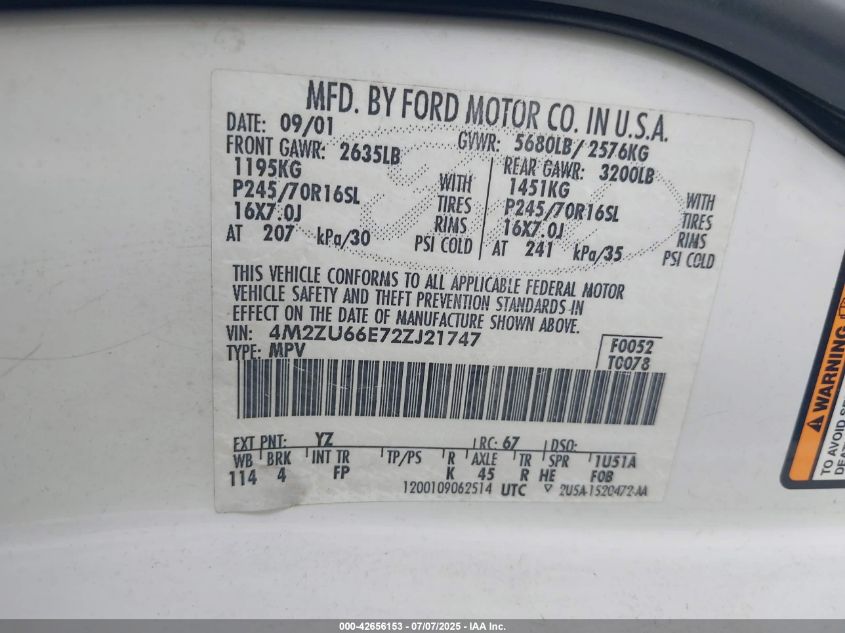 MFD. BY FORD MOTOR CO. IN U.S.A.
DATE: 09/01 GVWR: 5680LB/ 2576KG
FRONT GAWR: 2635LB REAR GAWR: 3200LB
1195KG WITH 1451KG WITH
P245/70R16SL TIRES P245/70R16SL TIRES
16X7.0J RIMS 16X7.0J RIMS
AT 207 kPa/30 PSI COLD AT 241 kPa/35 PSI COLD
THIS VEHICLE CONFORMS TO ALL APPLICABLE FEDERAL MOTOR
VEHICLE SAFETY AND THEFT PREVENTION STANDARDS IN
EFFECT ON THE DATE OF MANUFACTURE SHOWN ABOVE.
VIN: 4M2ZU66E72ZJ21747 F0052
TYPE: MPV T0078
EXT PNT: YZ RC: 67 DSO:
WB BRK INT TR TP/PS R AXLE TR SPR 1U51A
114 4 FP K 45 R HE FOB
1200109062514 UTC 2U5A-1520472-AA
WARNING
TO AVOID SE
DEAT
000-42656153 - 07/07/2025 - IAA Inc.